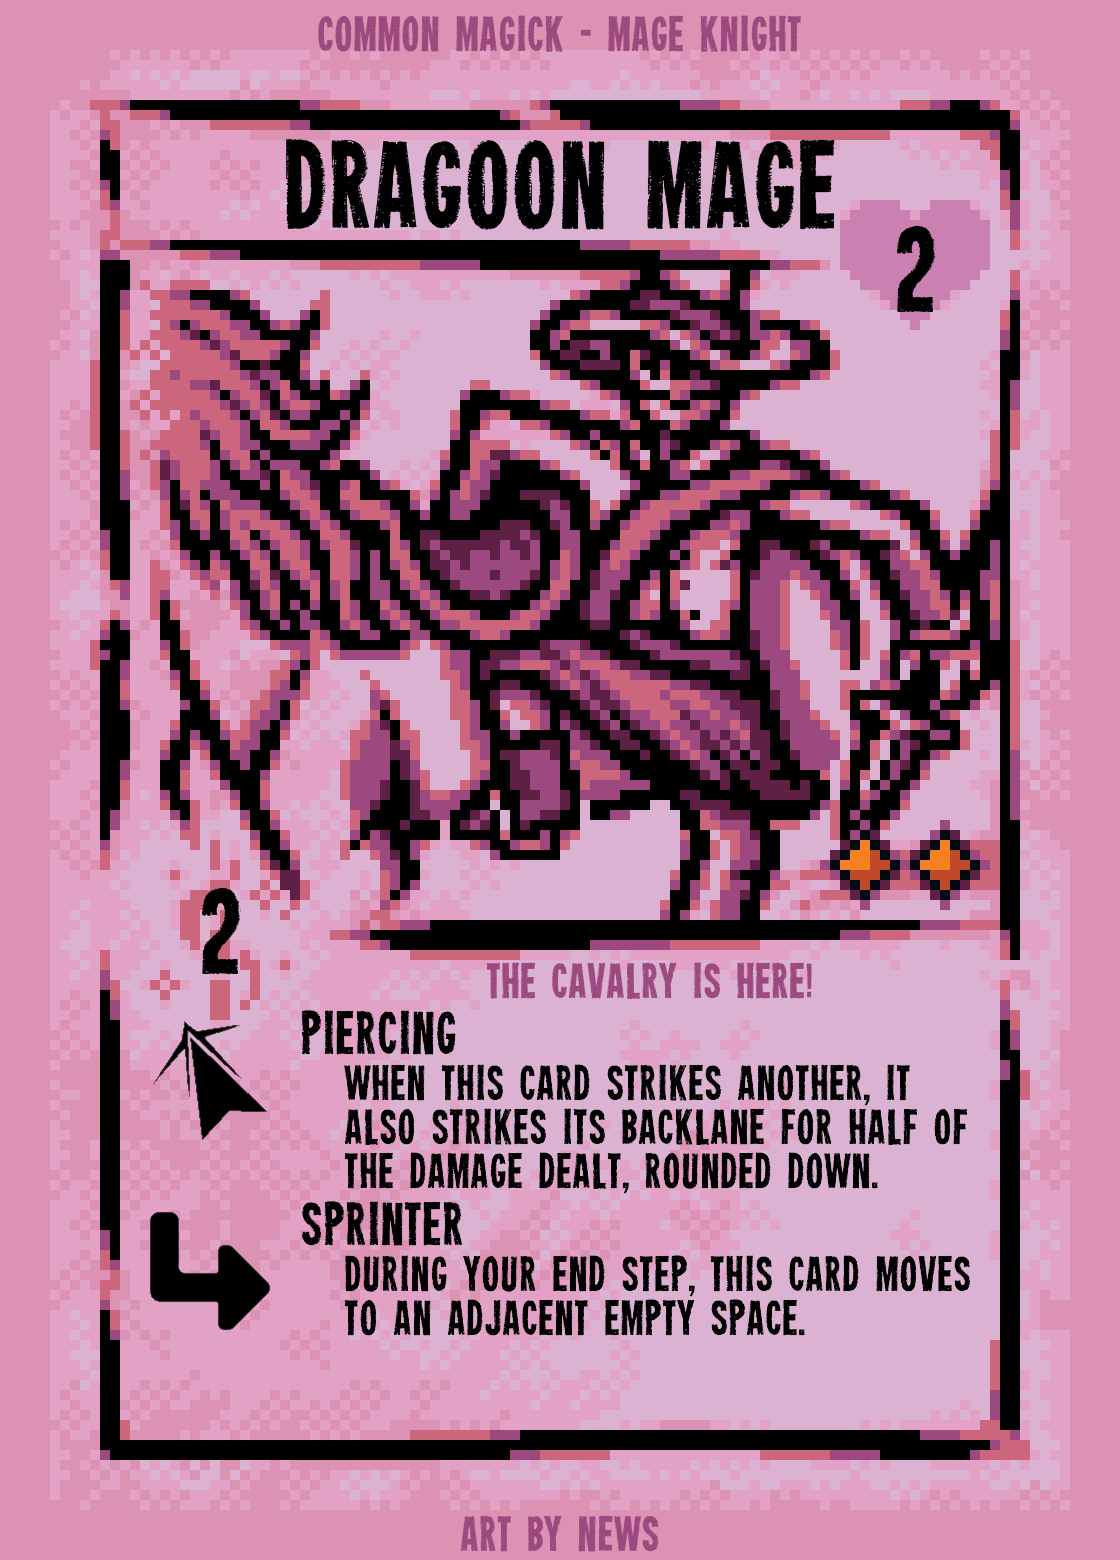 COMMON MAGICK - MAGE KNIGHT
DRAGOON MAGE
2
2
THE CAVALRY IS HERE!
PIERCING
WHEN THIS CARD STRIKES ANOTHER, IT
ALSO STRIKES ITS BACKLANE FOR HALF OF
THE DAMAGE DEALT, ROUNDED DOWN.
SPRINTER
DURING YOUR END STEP, THIS CARD MOVES
TO AN ADJACENT EMPTY SPACE.
ART BY NEWS